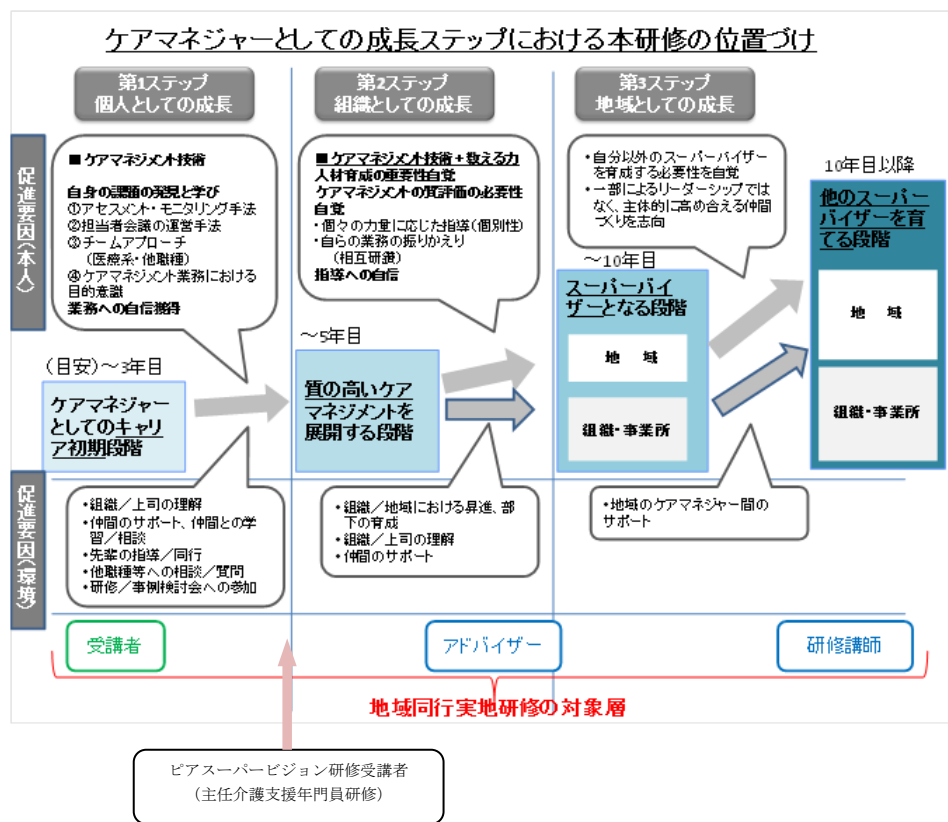 ケアマネジャーとしての成長ステップにおける本研修の位置づけ
第1ステップ
個人としての成長
第2ステップ
組織としての成長
第3ステップ
地域としての成長
促進要因(本人)
■ケアマネジメント技術
自身の課題の発見と学び
①アセスメント・モニタリング手法
②担当者会議の運営手法
③チームアプローチ
(医療系・他職種)
④ケアマネジメント業務における
目的意識
業務への自信獲得
■ケアマネジメント技術+教える力
人材育成の重要性自覚
ケアマネジメントの質評価の必要性
自覚
・個々の力量に応じた指導(個別性)
・自らの業務の振りかえり
(相互研鑽)
指導への自信
・自分以外のスーパーバイザー
を育成する必要性を自覚
・一部によるリーダーシップではな
く、主体的に高め合える仲間
づくりを志向
(目安)~3年目
ケアマネジャー
としてのキャリ
ア初期段階
~5年目
質の高いケア
マネジメントを
展開する段階
~10年目
スーパーバイ
ザーとなる段階
地 域
組織・事業所
10年目以降
他のスーパー
バイザーを育
てる段階
地 域
組織・事業所
促進要因(環境)
・組織/上司の理解
・仲間のサポート、仲間との学
習/相談
・先輩の指導/同行
・他職種等への相談/質問
・研修/事例検討会への参加
・組織/地域における昇進、部
下の育成
・組織/上司の理解
・仲間のサポート
・地域のケアマネジャー間の
サポート
受講者
アドバイザー
研修講師
地域同行実地研修の対象層
ピアスーパービジョン研修受講者
(主任介護支援年門員研修)